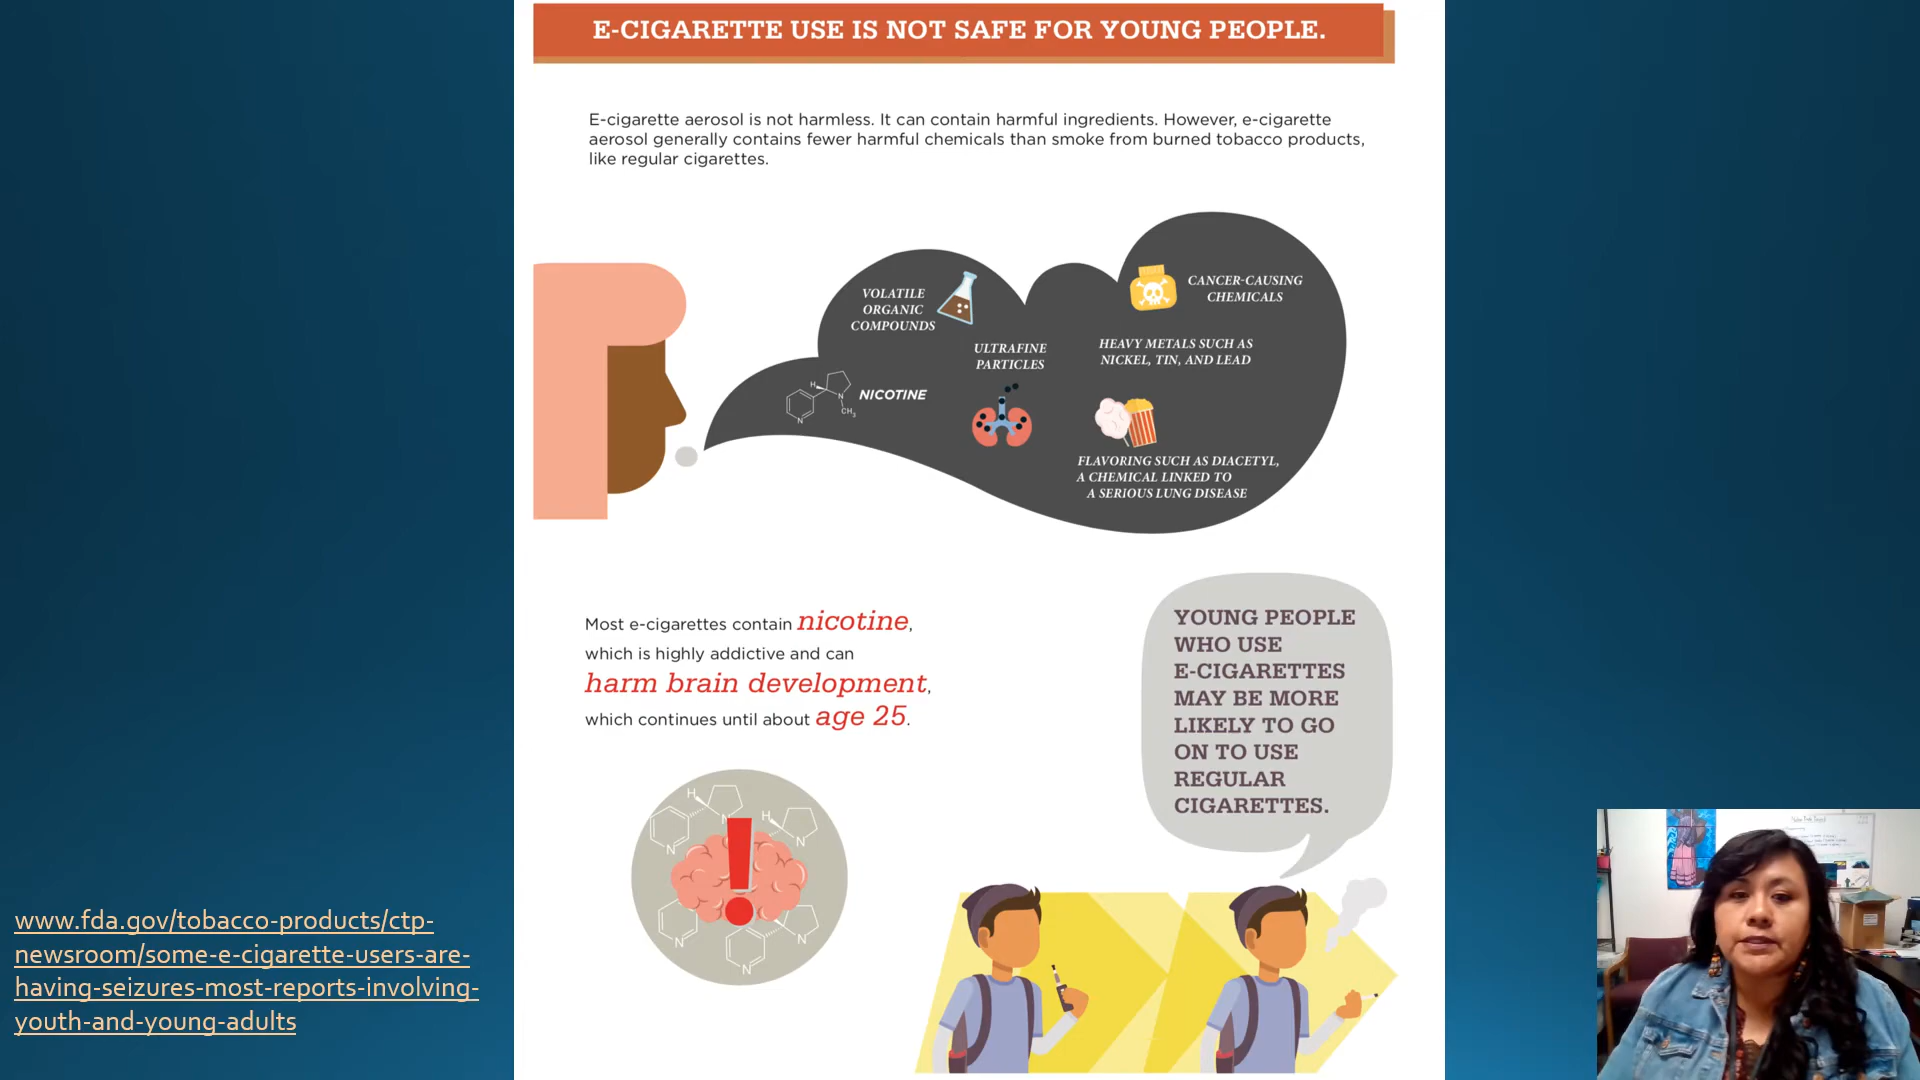 E-CIGARETTE USE IS NOT SAFE FOR YOUNG PEOPLE.
E-cigarette aerosol is not harmless. It can contain harmful ingredients. However, e-cigarette
aerosol generally contains fewer harmful chemicals than smoke from burned tobacco products,
like regular cigarettes.
VOLATILE
ORGANIC
COMPOUNDS
CANCER-CAUSING
CHEMICALS
ULTRAFINE
PARTICLES
HEAVY METALS SUCH AS
NICKEL, TIN, AND LEAD
H
N
CH3
N
NICOTINE
FLAVORING SUCH AS DIACETYL,
A CHEMICAL LINKED TO
A SERIOUS LUNG DISEASE
Most e-cigarettes contain nicotine,
which is highly addictive and can
harm brain development,
which continues until about age 25.
YOUNG PEOPLE
WHO USE
E-CIGARETTES
MAY BE MORE
LIKELY TO GO
ON TO USE
REGULAR
CIGARETTES.
H
N
H
N
N
N
N
N
www.fda.gov/tobacco-products/ctp-
newsroom/some-e-cigarette-users-are-
having-seizures-most-reports-involving-
youth-and-young-adults